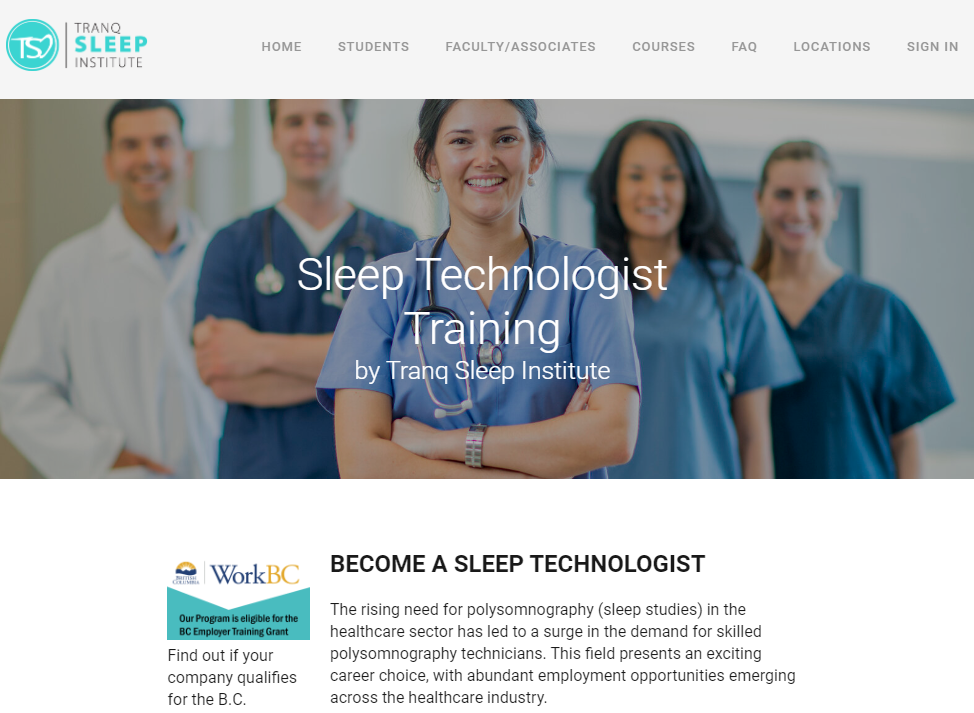 TSI
TRANQ
SLEEP
INSTITUTE
HOME STUDENTS FACULTY/ASSOCIATES COURSES FAQ LOCATIONS SIGN IN
Sleep Technologist
Training
by Tranq Sleep Institute
BRITISH
COLUMBIA
WorkBC
Our Program is eligible for the
BC Employer Training Grant
Find out if your
company qualifies
for the B.C.
BECOME A SLEEP TECHNOLOGIST
The rising need for polysomnography (sleep studies) in the
healthcare sector has led to a surge in the demand for skilled
polysomnography technicians. This field presents an exciting
career choice, with abundant employment opportunities emerging
across the healthcare industry.